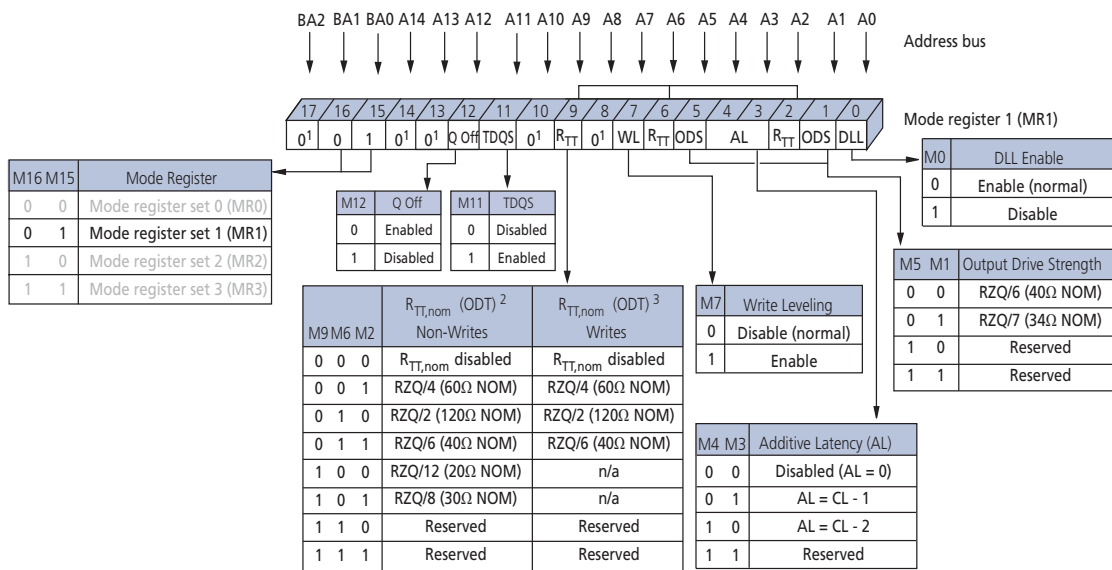 BA2 BA1 BA0 A14 A13 A12 A11 A10 A9 A8 A7 A6 A5 A4 A3 A2 A1 A0
Address bus
17 16 15 14 13 12 11 10 9 8 7 6 5 4 3 2 1 0
0¹ 0 1 0¹ 0¹ Q Off TDQS 0¹ RTT 0¹ WL RTT ODS AL RTT ODS DLL
Mode register 1 (MR1)
M16 M15 Mode Register
0 0 Mode register set 0 (MR0)
0 1 Mode register set 1 (MR1)
1 0 Mode register set 2 (MR2)
1 1 Mode register set 3 (MR3)
M12 Q Off
0 Enabled
1 Disabled
M11 TDQS
0 Disabled
1 Enabled
M0 DLL Enable
0 Enable (normal)
1 Disable
M5 M1 Output Drive Strength
0 0 RZQ/6 (40Ω NOM)
0 1 RZQ/7 (34Ω NOM)
1 0 Reserved
1 1 Reserved
RTT,nom (ODT) ² RTT,nom (ODT) ³
M9 M6 M2 Non-Writes Writes
0 0 0 RTT,nom disabled RTT,nom disabled
0 0 1 RZQ/4 (60Ω NOM) RZQ/4 (60Ω NOM)
0 1 0 RZQ/2 (120Ω NOM) RZQ/2 (120Ω NOM)
0 1 1 RZQ/6 (40Ω NOM) RZQ/6 (40Ω NOM)
1 0 0 RZQ/12 (20Ω NOM) n/a
1 0 1 RZQ/8 (30Ω NOM) n/a
1 1 0 Reserved Reserved
1 1 1 Reserved Reserved
M7 Write Leveling
0 Disable (normal)
1 Enable
M4 M3 Additive Latency (AL)
0 0 Disabled (AL = 0)
0 1 AL = CL - 1
1 0 AL = CL - 2
1 1 Reserved